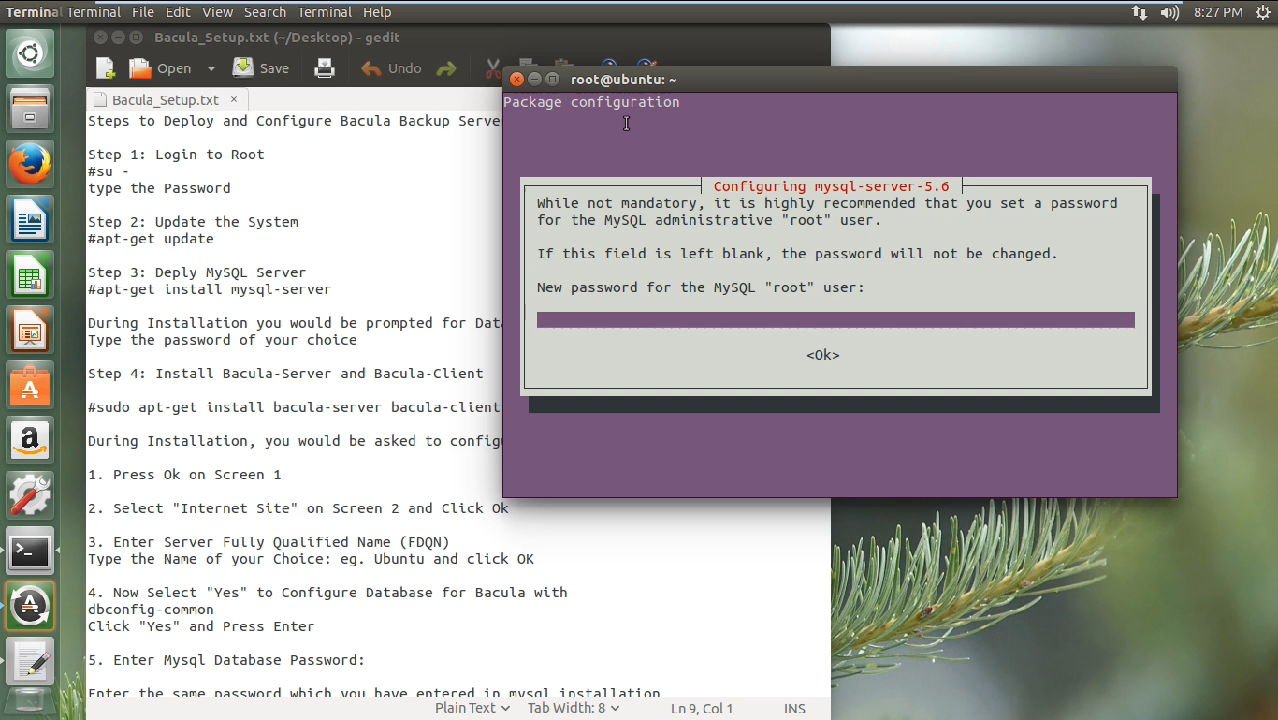 Terminal Terminal File Edit View Search Terminal Help 8:27 PM
Bacula_Setup.txt (~/Desktop) - gedit
Open Save Undo
Bacula_Setup.txt ×
Steps to Deploy and Configure Bacula Backup Serve
Step 1: Login to Root
#su -
type the Password
Step 2: Update the System
#apt-get update
Step 3: Deply MySQL Server
#apt-get install mysql-server
During Installation you would be prompted for Dat
Type the password of your choice
Step 4: Install Bacula-Server and Bacula-Client
#sudo apt-get install bacula-server bacula-client
During Installation, you would be asked to config
1. Press Ok on Screen 1
2. Select "Internet Site" on Screen 2 and Click Ok
3. Enter Server Fully Qualified Name (FDQN)
Type the Name of your Choice: eg. Ubuntu and click OK
4. Now Select "Yes" to Configure Database for Bacula with
dbconfig-common
Click "Yes" and Press Enter
5. Enter Mysql Database Password:
Enter the same password which you have entered in mysql installation
Plain Text Tab Width: 8 Ln 9, Col 1 INS
root@ubuntu: ~
Package configuration
Configuring mysql-server-5.6
While not mandatory, it is highly recommended that you set a password
for the MySQL administrative "root" user.
If this field is left blank, the password will not be changed.
New password for the MySQL "root" user:
<Ok>